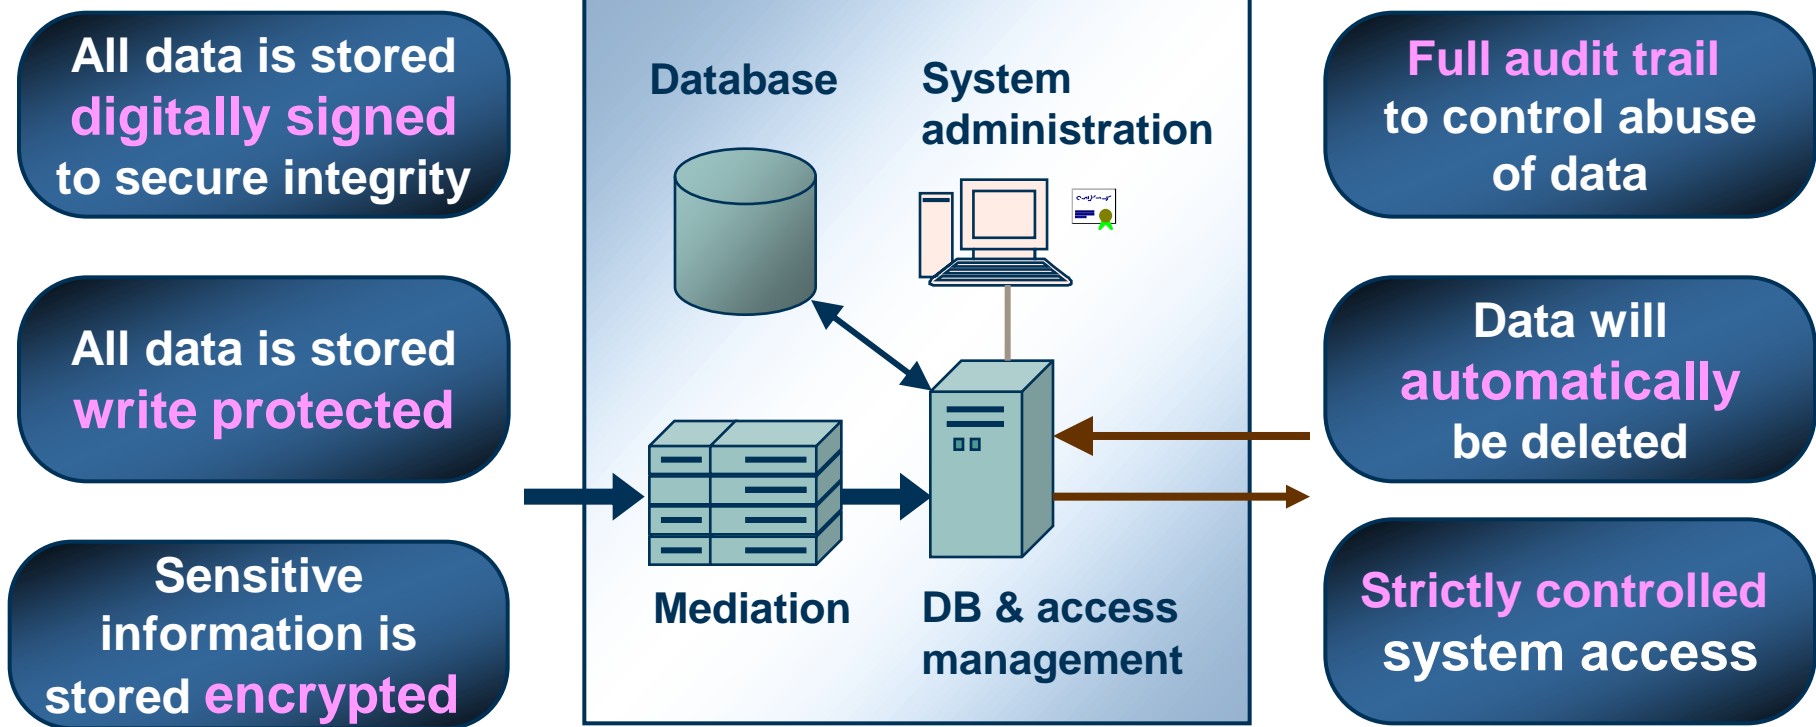 All data is stored
digitally signed
to secure integrity
All data is stored
write protected
Sensitive
information is
stored encrypted
Database
System
administration
Mediation
DB & access
management
Full audit trail
to control abuse
of data
Data will
automatically
be deleted
Strictly controlled
system access